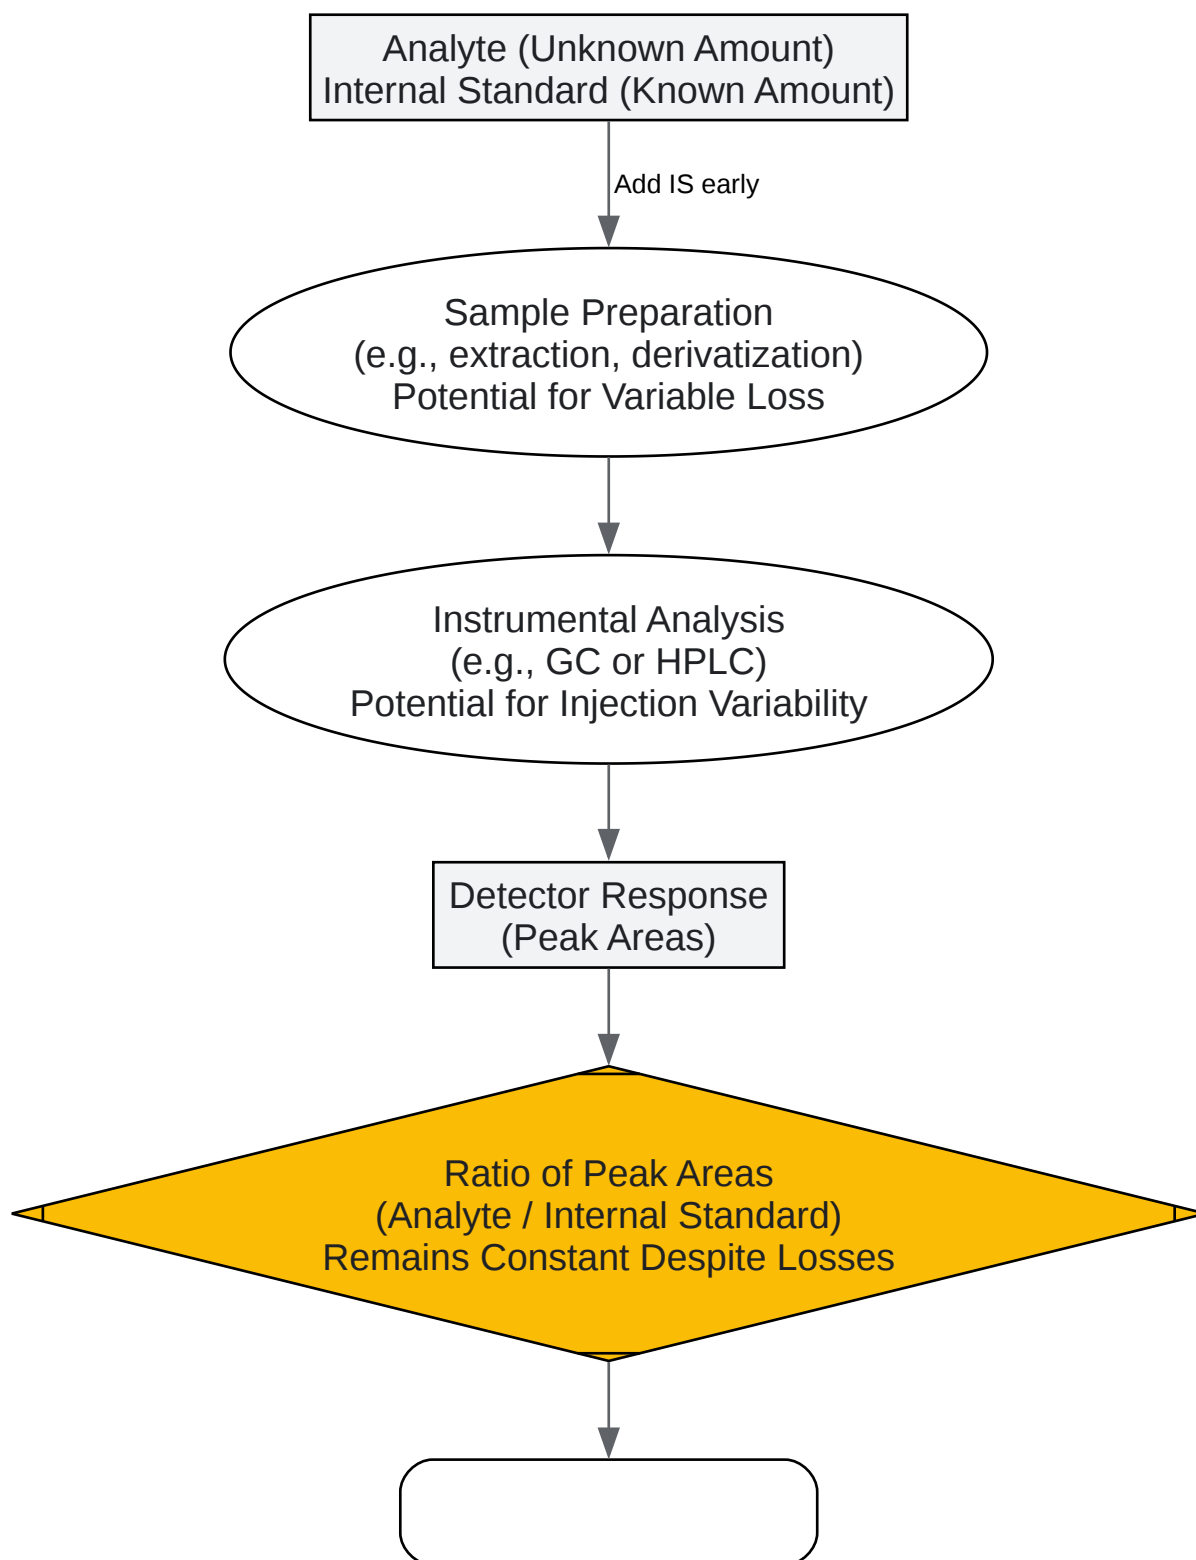 Analyte (Unknown Amount)
Internal Standard (Known Amount)
Add IS early
Sample Preparation
(e.g., extraction, derivatization)
Potential for Variable Loss
Instrumental Analysis
(e.g., GC or HPLC)
Potential for Injection Variability
Detector Response
(Peak Areas)
Ratio of Peak Areas
(Analyte / Internal Standard)
Remains Constant Despite Losses